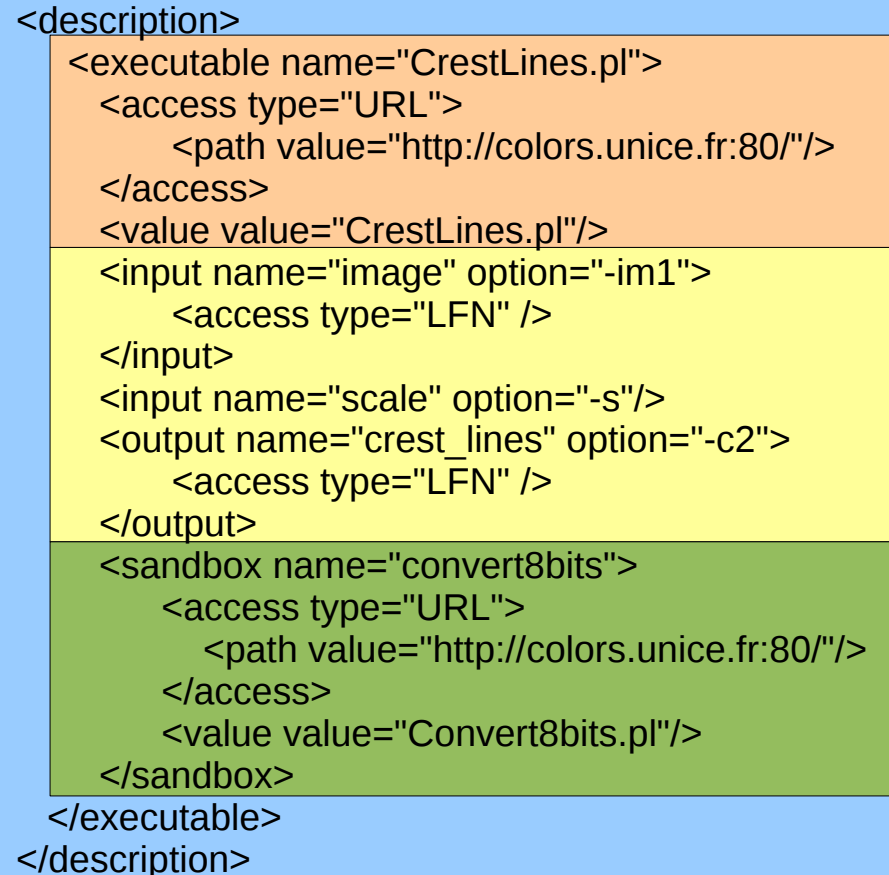 <description>
<executable name="CrestLines.pl">
<access type="URL">
<path value="http://colors.unice.fr:80/"/>
</access>
<value value="CrestLines.pl"/>
<input name="image" option="-im1">
<access type="LFN" />
</input>
<input name="scale" option="-s"/>
<output name="crest_lines" option="-c2">
<access type="LFN" />
</output>
<sandbox name="convert8bits">
<access type="URL">
<path value="http://colors.unice.fr:80/"/>
</access>
<value value="Convert8bits.pl"/>
</sandbox>
</executable>
</description>